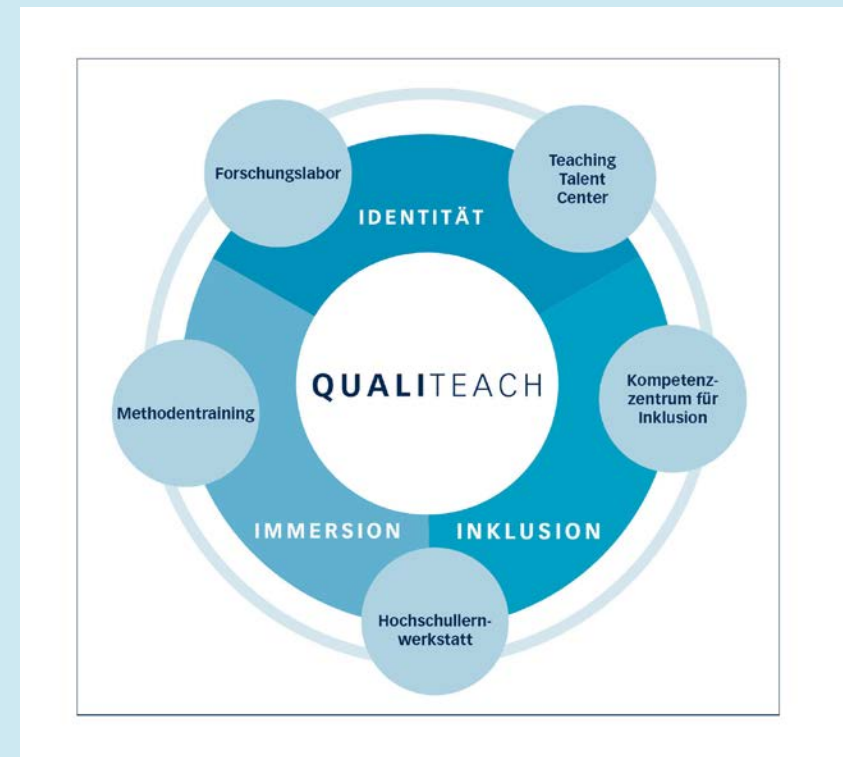 Forschungslabor
Teaching
Talent
Center
IDENTITÄT
QUALITEACH
Kompetenz-
zentrum für
Inklusion
Methodentraining
IMMERSION
INKLUSION
Hochschullern-
werkstatt